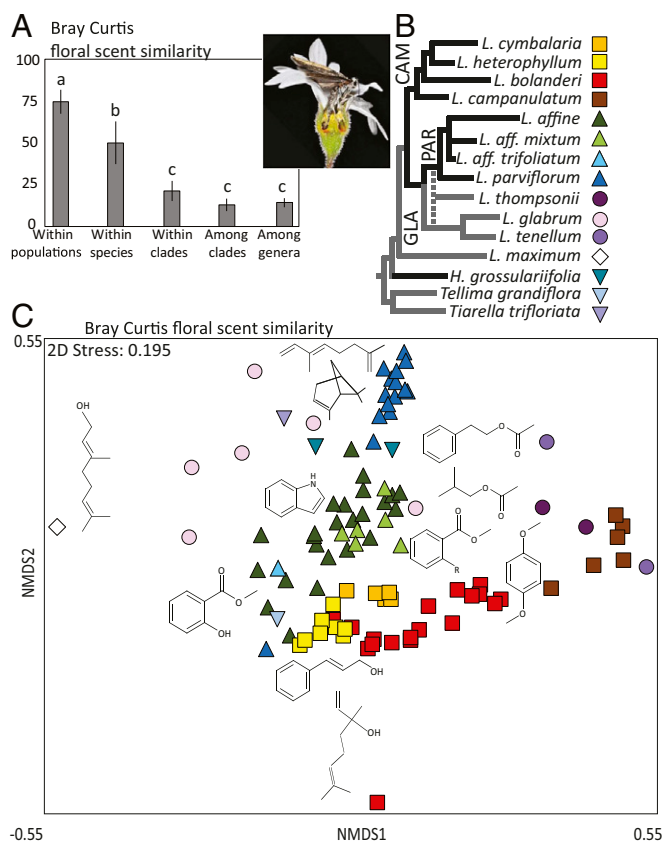 A
Bray Curtis
floral scent similarity
100
75
50
25
0
a
b
c
c
c
Within populations
Within species
Within clades
Among clades
Among genera
B
CAM
PAR
GLA
L. cymbalaria
L. heterophyllum
L. bolanderi
L. campanulatum
L. affine
L. aff. mixtum
L. aff. trifoliatum
L. parviflorum
L. thompsonii
L. glabrum
L. tenellum
L. maximum
H. grossulariifolia
Tellima grandiflora
Tiarella trifloriata
C
Bray Curtis floral scent similarity
0.55
2D Stress: 0.195
OH
H
N
O
O
O
O
O
O
R
O
O
O
O
OH
OH
OH
NMDS2
-0.55
NMDS1
0.55